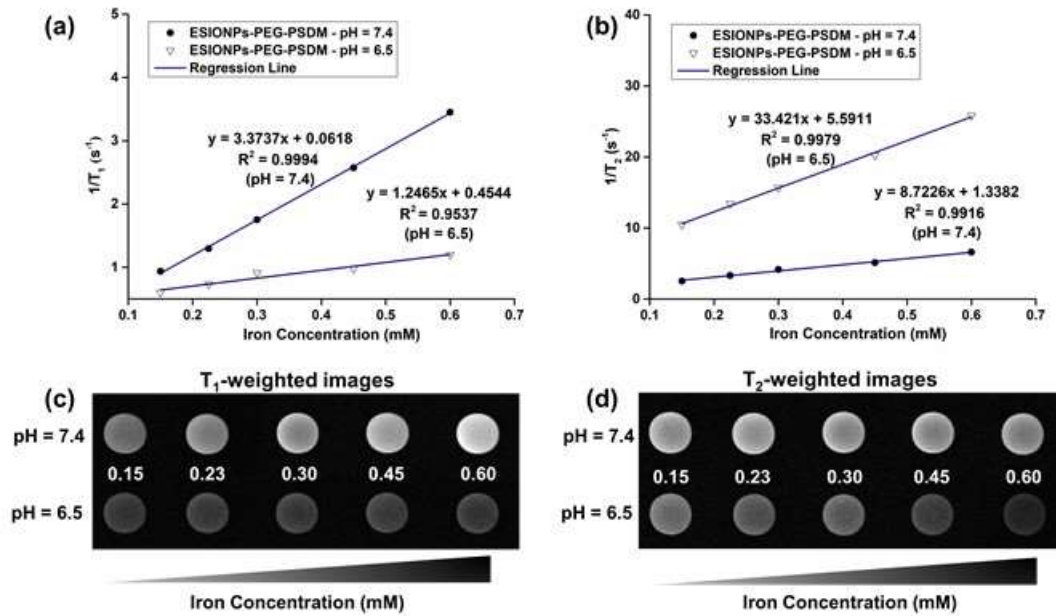 (a)
ESIONPs-PEG-PSDM - pH = 7.4
ESIONPs-PEG-PSDM - pH = 6.5
Regression Line
5
4
3
2
1
1/T1 (s-1)
y = 3.3737x + 0.0618
R2 = 0.9994
(pH = 7.4)
y = 1.2465x + 0.4544
R2 = 0.9537
(pH = 6.5)
0.1 0.2 0.3 0.4 0.5 0.6 0.7
Iron Concentration (mM)
(b)
ESIONPs-PEG-PSDM - pH = 7.4
ESIONPs-PEG-PSDM - pH = 6.5
Regression Line
40
30
20
10
0
1/T2 (s-1)
y = 33.421x + 5.5911
R2 = 0.9979
(pH = 6.5)
y = 8.7226x + 1.3382
R2 = 0.9916
(pH = 7.4)
0.1 0.2 0.3 0.4 0.5 0.6 0.7
Iron Concentration (mM)
(c)
T1-weighted images
pH = 7.4
0.15 0.23 0.30 0.45 0.60
pH = 6.5
Iron Concentration (mM)
(d)
T2-weighted images
pH = 7.4
0.15 0.23 0.30 0.45 0.60
pH = 6.5
Iron Concentration (mM)